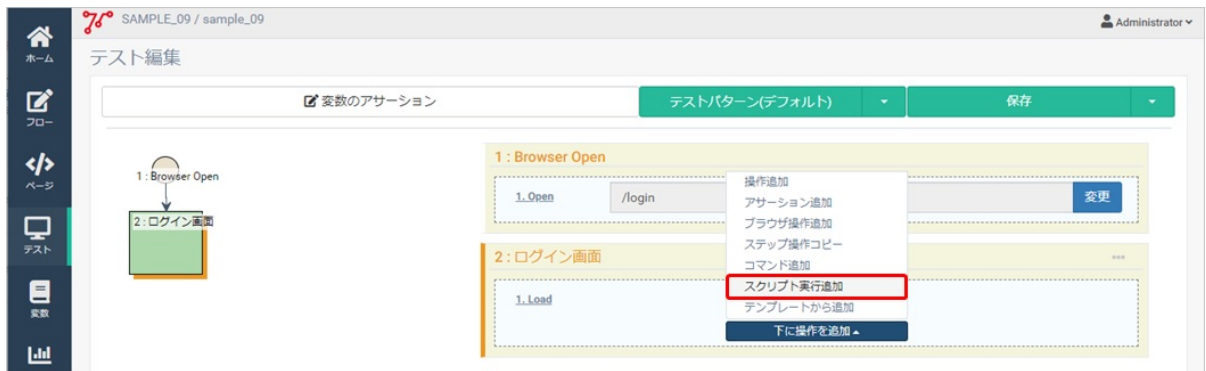 SAMPLE_09 / sample_09
Administrator
ホーム
テスト編集
変数のアサーション
テストパターン(デフォルト)
保存
フロー
ページ
テスト
変数
1 : Browser Open
2 : ログイン画面
1 : Browser Open
1. Open
/login
変更
2 : ログイン画面
1. Load
操作追加
アサーション追加
ブラウザ操作追加
ステップ操作コピー
コマンド追加
スクリプト実行追加
テンプレートから追加
下に操作を追加